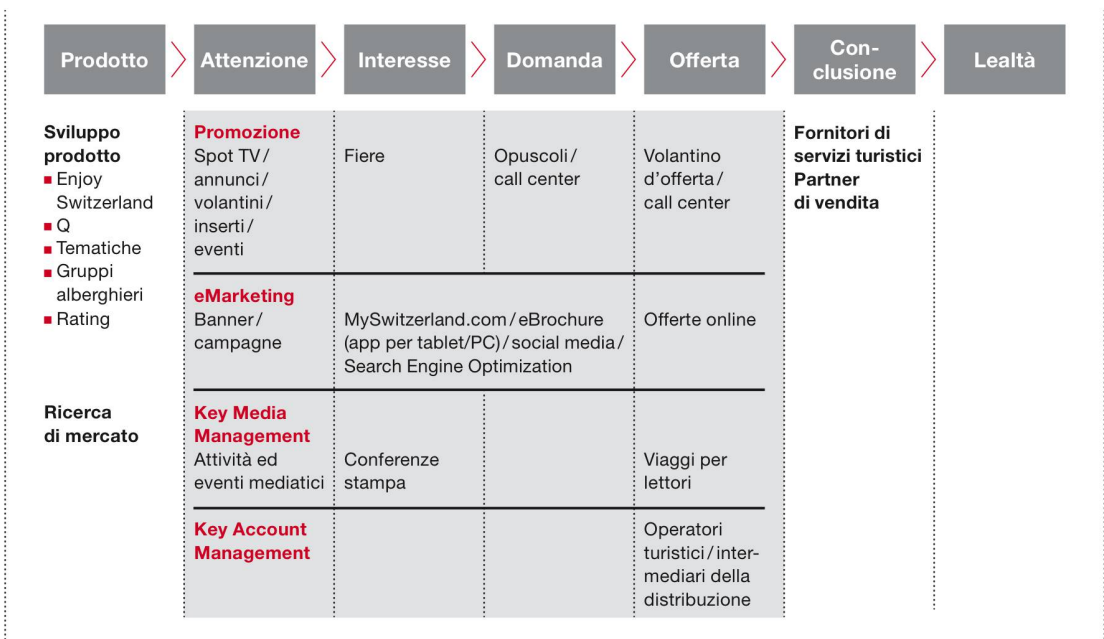 Prodotto
Attenzione
Interesse
Domanda
Offerta
Con-
clusione
Lealtà
Sviluppo
prodotto
Enjoy
Switzerland
Q
Tematiche
Gruppi
alberghieri
Rating
Ricerca
di mercato
Promozione
Spot TV /
annunci /
volantini /
inserti /
eventi
Fiere
Opuscoli /
call center
Volantino
d’offerta /
call center
eMarketing
Banner /
campagne
MySwitzerland.com / eBrochure
(app per tablet/PC) / social media /
Search Engine Optimization
Offerte online
Key Media
Management
Attività ed
eventi mediatici
Conferenze
stampa
Viaggi per
lettori
Key Account
Management
Operatori
turistici / inter-
mediari della
distribuzione
Fornitori di
servizi turistici
Partner
di vendita